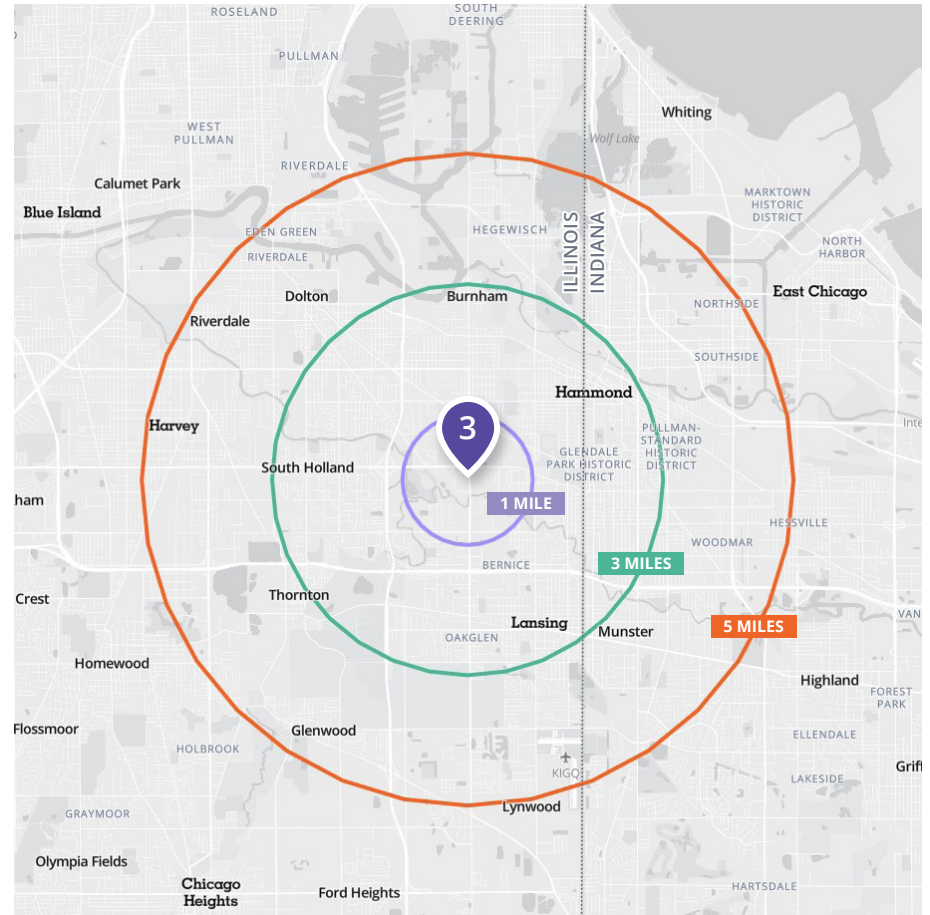 ROSELAND
SOUTH
DEERING
PULLMAN
Whiting
WEST
PULLMAN
Wolf Lake
RIVERDALE
Calumet Park
MARKTOWN
HISTORIC
DISTRICT
Blue Island
EDEN GREEN
HEGEWISCH
ILLINOIS
INDIANA
NORTH
HARBOR
RIVERDALE
Dolton
Burnham
East Chicago
NORTHSIDE
Riverdale
SOUTHSIDE
Hammond
Harvey
3
Inte
PULLMAN-
STANDARD
HISTORIC
DISTRICT
GLENDALE
PARK HISTORIC
DISTRICT
South Holland
ham
1 MILE
HESSVILLE
WOODMAR
BERNICE
3 MILES
Crest
Thornton
VAN
Lansing
Munster
5 MILES
OAKGLEN
Homewood
Highland
FOREST
PARK
Flossmoor
Glenwood
ELLENDALE
HOLBROOK
KIGQ
Grif
LAKESIDE
Lynwood
GRAYMOOR
Olympia Fields
Chicago
Heights
Ford Heights
HARTSDALE